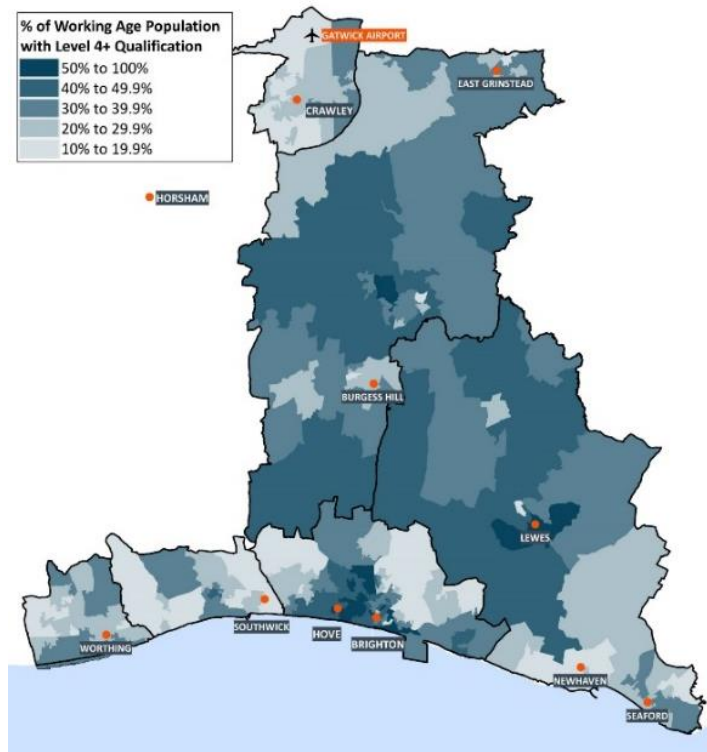 % of Working Age Population
with Level 4+ Qualification
50% to 100%
40% to 49.9%
30% to 39.9%
20% to 29.9%
10% to 19.9%
GATWICK AIRPORT
EAST GRINSTEAD
CRAWLEY
HORSHAM
BURGESS HILL
LEWES
SOUTHWICK
HOVE
BRIGHTON
WORTHING
NEWHAVEN
SEAFORD